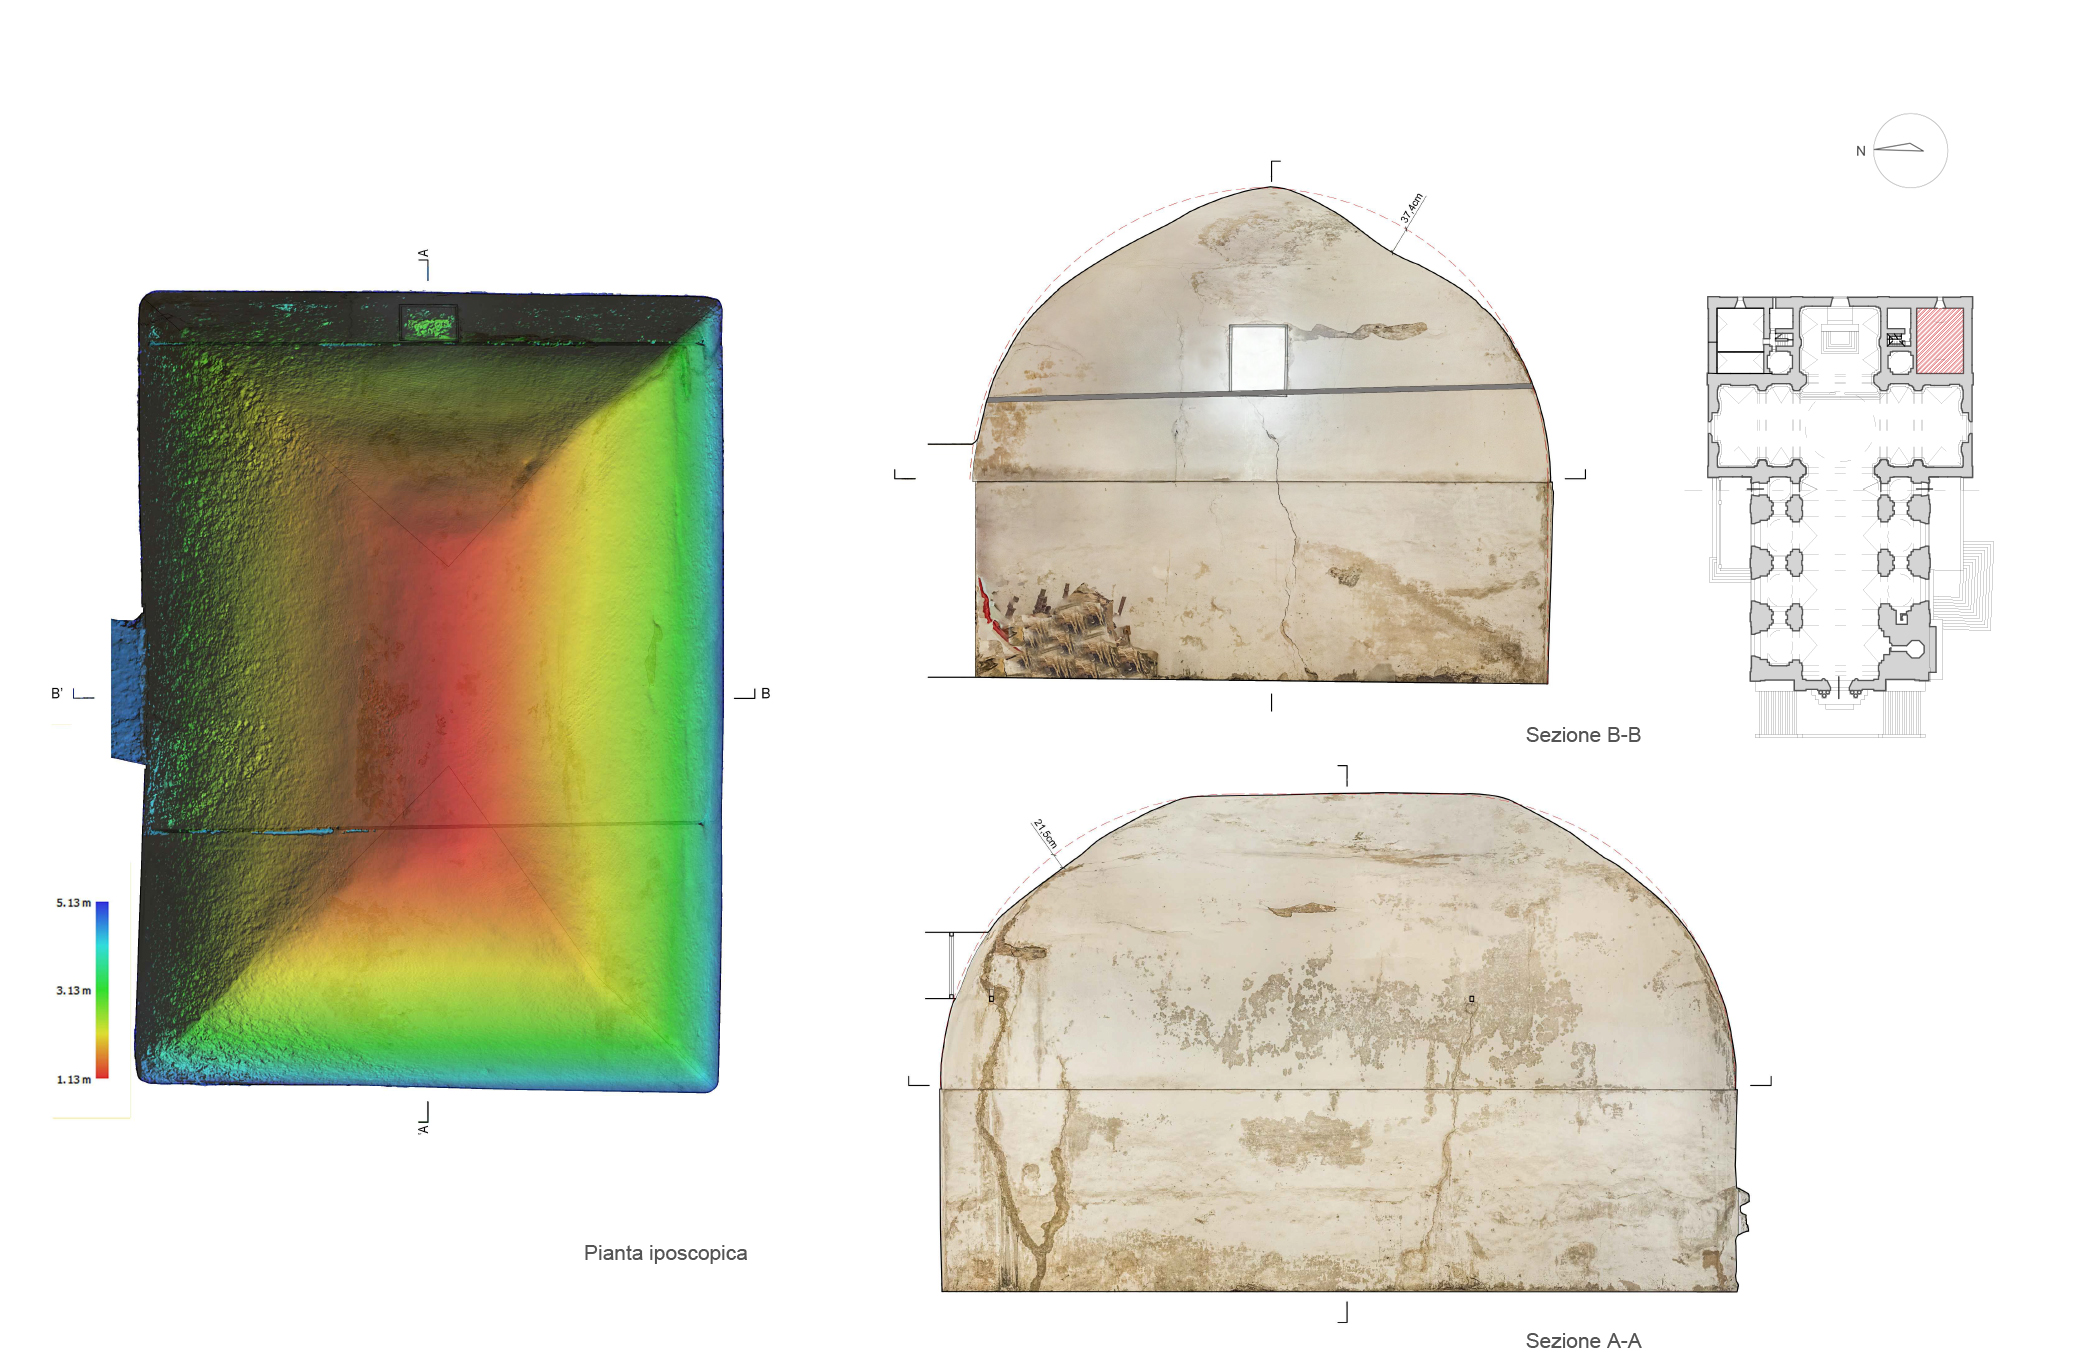 N
37,4cm
A
B'
B
Sezione B-B
21,5cm
5.13 m
3.13 m
1.13 m
A'
Pianta iposcopica
Sezione A-A